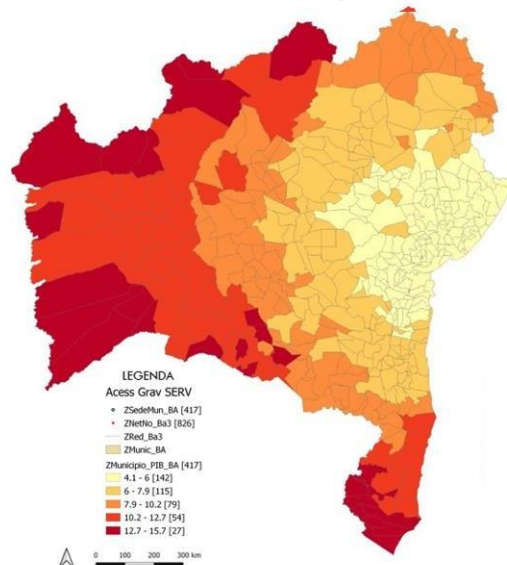 LEGENDA
Acess Grav SERV
ZSedeMun_BA [417]
ZNetNo_Ba3 [826]
ZRed_Ba3
ZMunic_BA
ZMunicipio_PIB_BA [417]
4.1 - 6 [142]
6 - 7.9 [115]
7.9 - 10.2 [79]
10.2 - 12.7 [54]
12.7 - 15.7 [27]
0 100 200 300 km